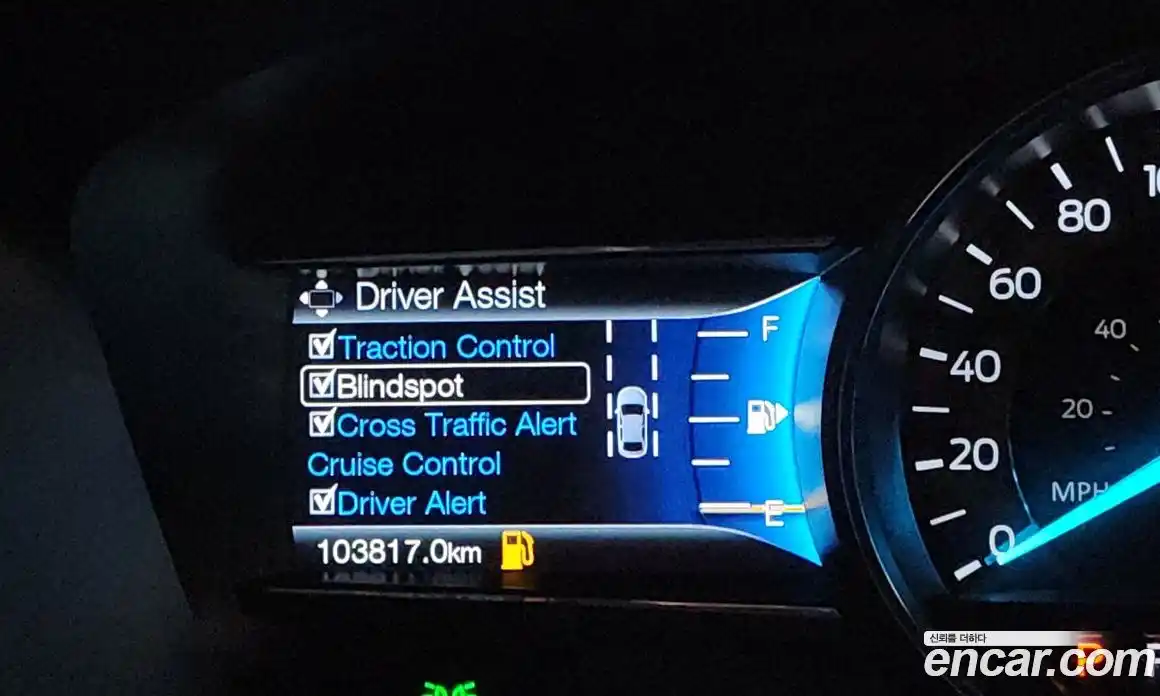 Driver Assist
Traction Control
Blindspot
Cross Traffic Alert
Cruise Control
Driver Alert
103817.0km
F
E
80
60
40
20
0
40
20
MPH
신뢰를 더하다
encar.com
P